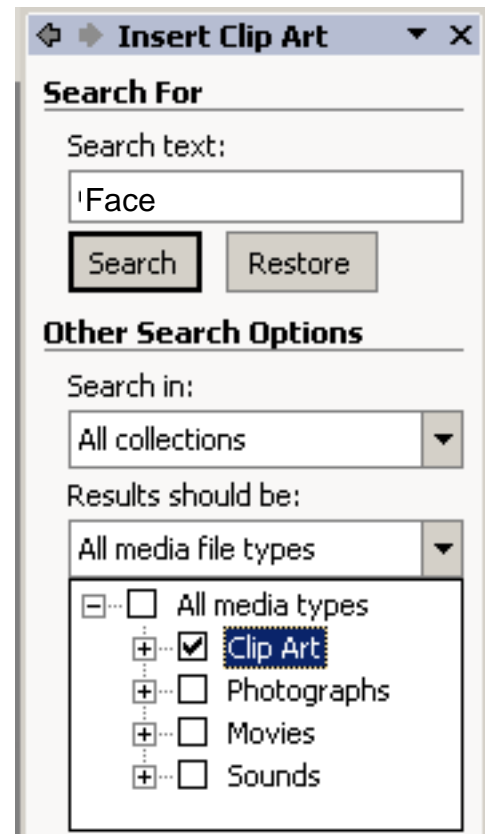 Insert Clip Art
Search For
Search text:
Face
Search Restore
Other Search Options
Search in:
All collections
Results should be:
All media file types
All media types
Clip Art
Photographs
Movies
Sounds